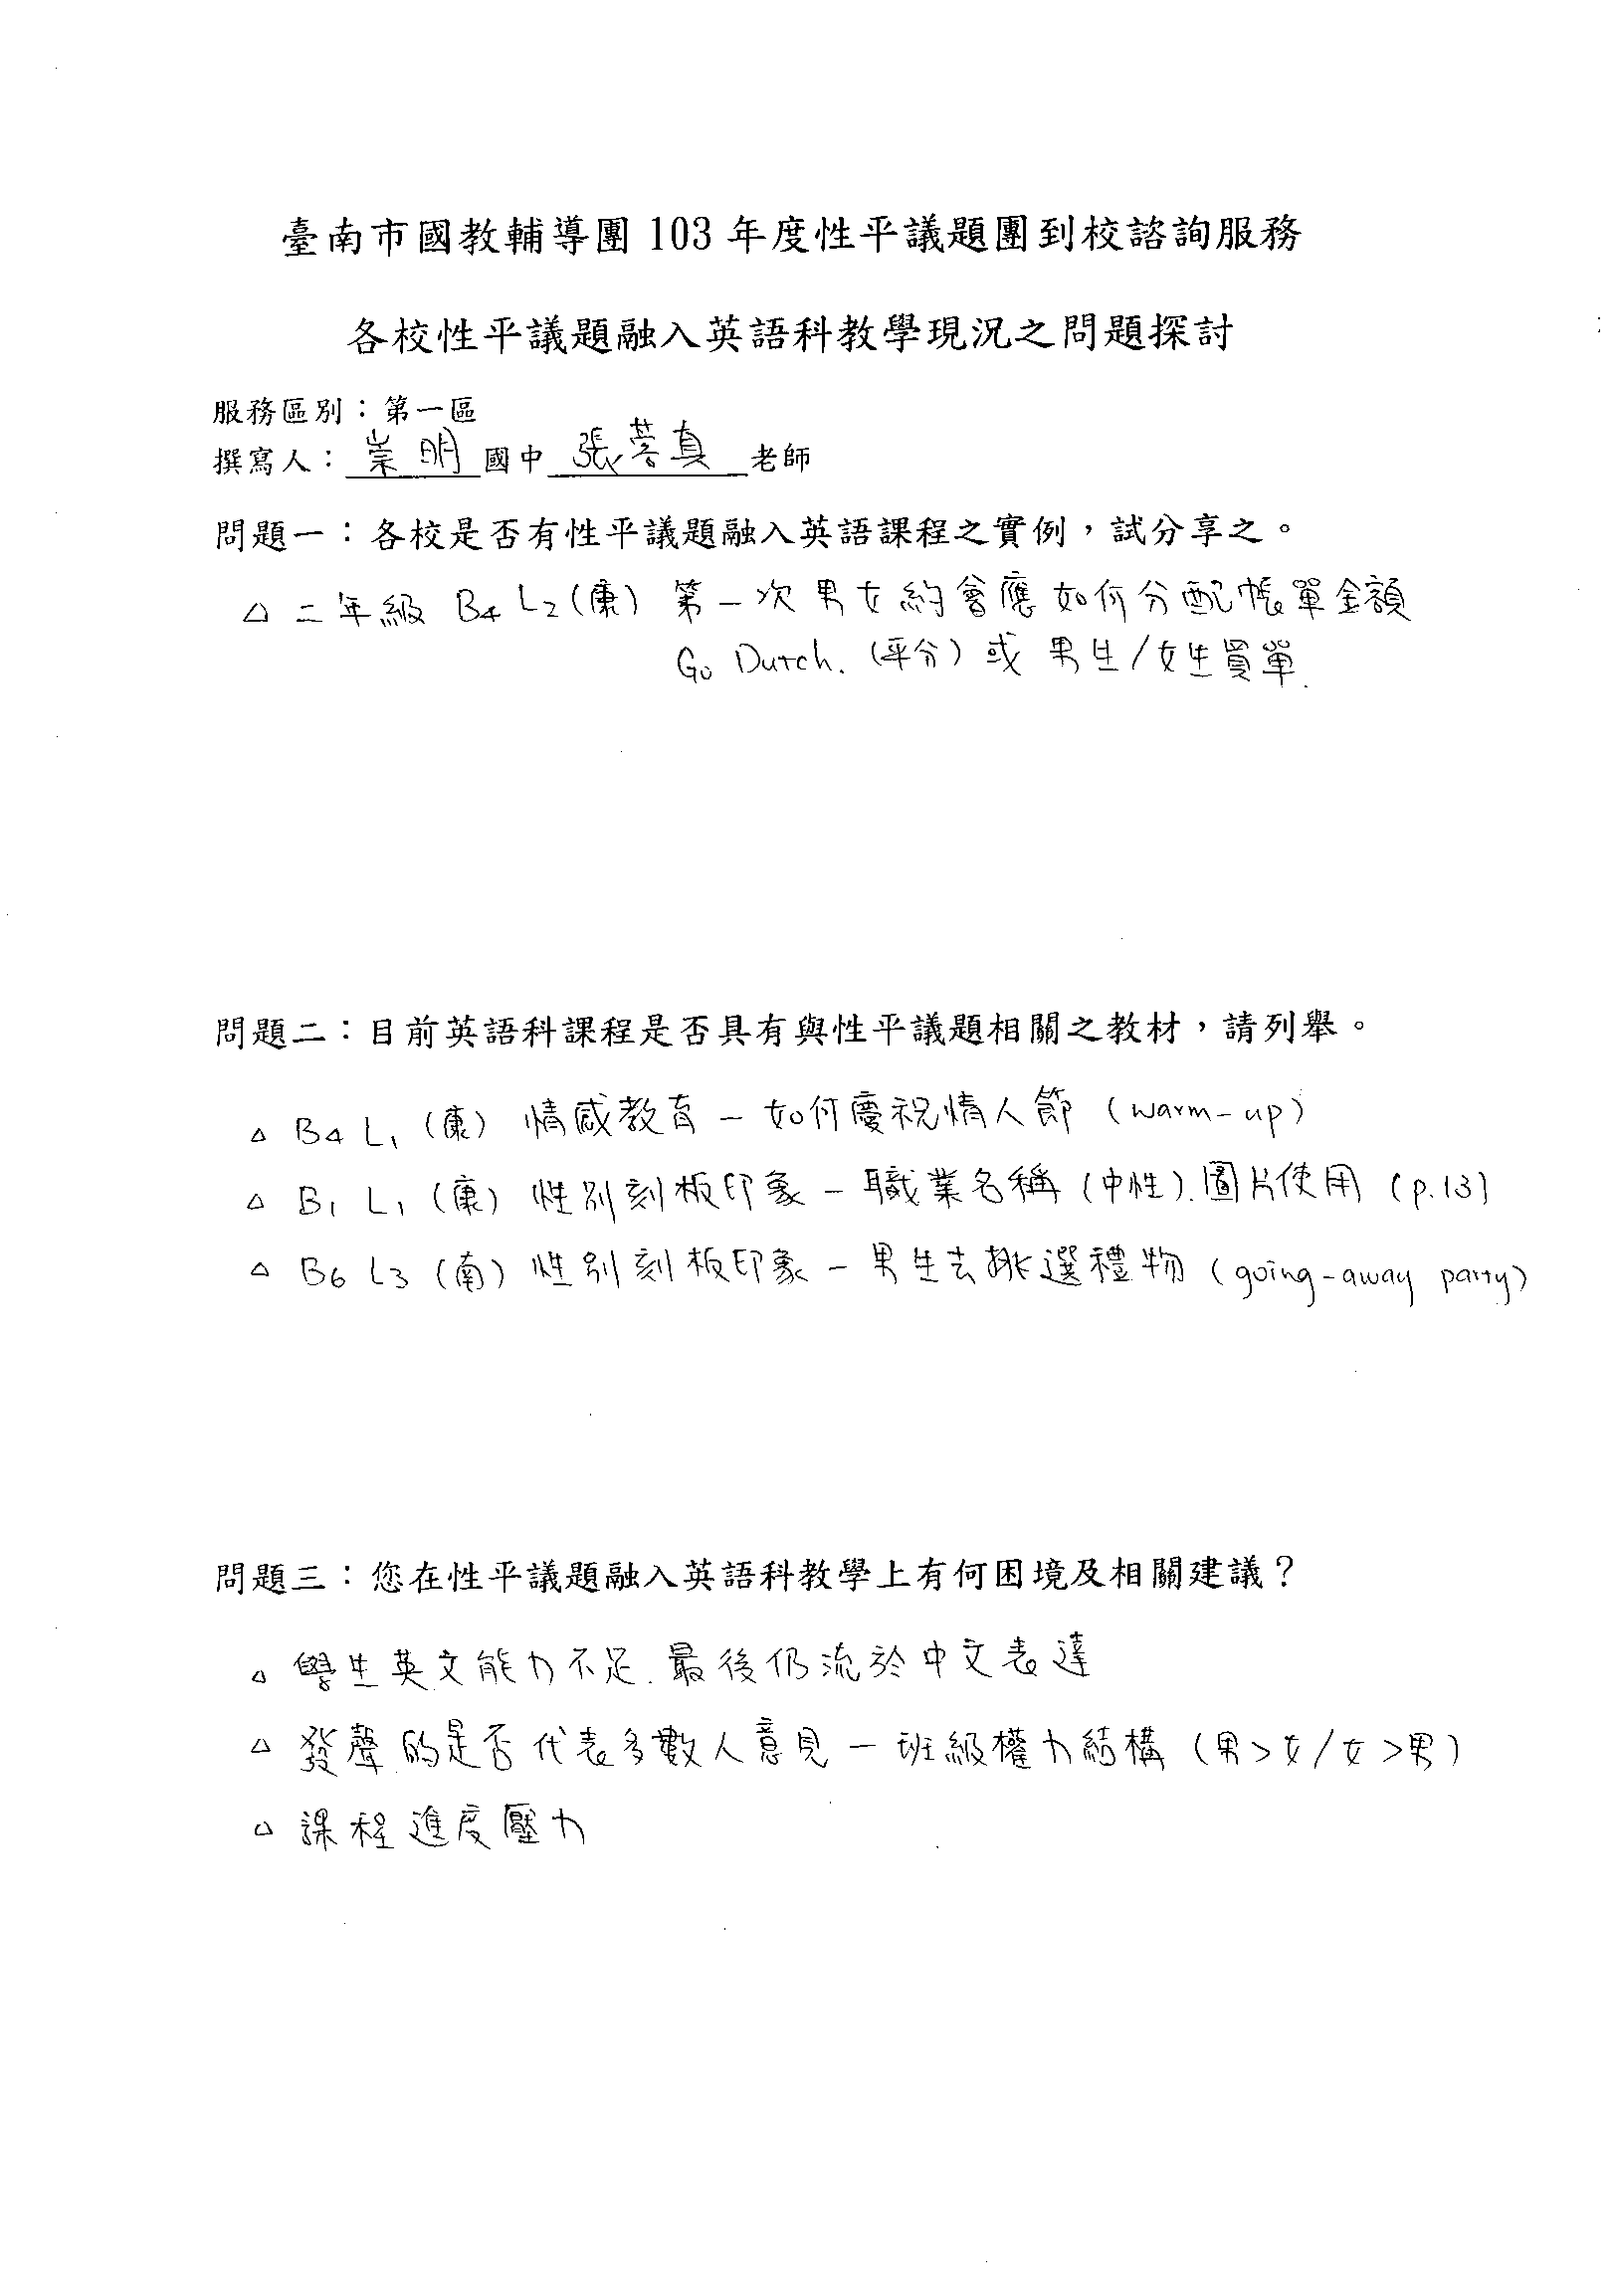 臺南市國教輔導團 103 年度性平議題團到校諮詢服務
各校性平議題融入英語科教學現況之問題探討
服務區別：第一區
撰寫人：崇明國中張蓉真老師
問題一：各校是否有性平議題融入英語課程之實例，試分享之。
△ 二年級 B4 L2 (康) 第一次男女約會應如何分配帳單金額
Go Dutch. (平分) 或 男生/女生買單.
問題二：目前英語科課程是否具有與性平議題相關之教材，請列舉。
△ B4 L1 (康) 情感教育 - 如何慶祝情人節 (warm-up)
△ B1 L1 (康) 性別刻板印象 - 職業名稱 (中性). 圖片使用 (p.13)
△ B6 L3 (南) 性別刻板印象 - 男生去挑選禮物 (going-away party)
問題三：您在性平議題融入英語科教學上有何困境及相關建議？
△ 學生英文能力不足. 最後仍流於中文表達
△ 發聲的是否代表多數人意見 - 班級權力結構 (男>女/女>男)
△ 課程進度壓力